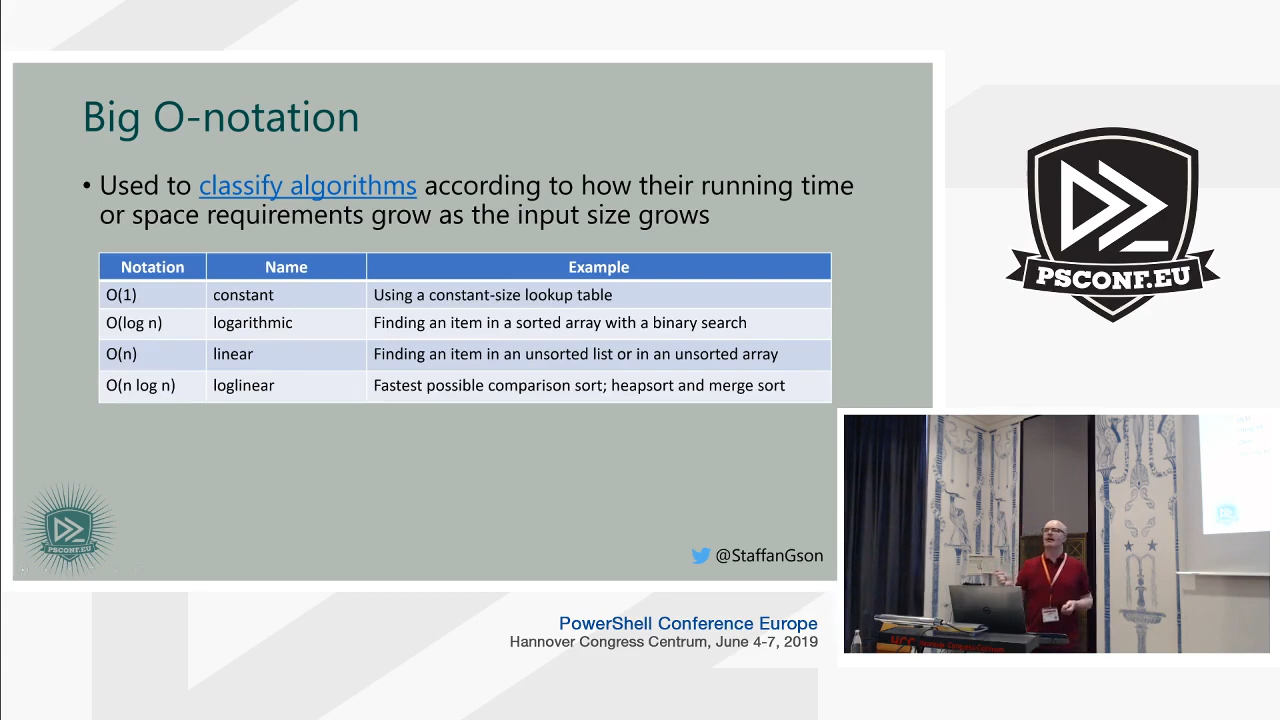 Big O-notation
• Used to classify algorithms according to how their running time
or space requirements grow as the input size grows
Notation Name Example
O(1) constant Using a constant-size lookup table
O(log n) logarithmic Finding an item in a sorted array with a binary search
O(n) linear Finding an item in an unsorted list or in an unsorted array
O(n log n) loglinear Fastest possible comparison sort; heapsort and merge sort
PSCONF.EU
@StaffanGson
PSCONF.EU
HCC
PowerShell Conference Europe
Hannover Congress Centrum, June 4-7, 2019